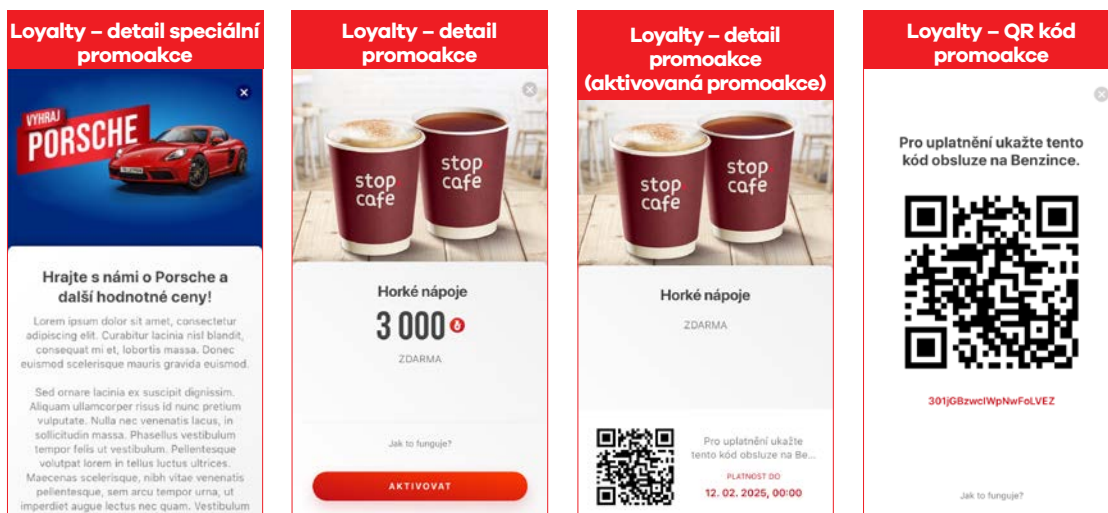 Loyalty – detail speciální
promoakce
VYHRAJ
PORSCHE
Hrajte s námi o Porsche a
další hodnotné ceny!
Lorem ipsum dolor sit amet, consectetur
adipiscing elit. Curabitur lacinia nisl blandit,
consequat mi et, lobortis massa. Donec
euismod scelerisque mauris gravida euismod.
Sed ornare lacinia ex suscipit dignissim.
Aliquam ullamcorper risus id nunc pretium
vulputate. Nulla nec venenatis lacus, in
sollicitudin massa. Phasellus vestibulum
tempor felis ut vestibulum. Pellentesque
volutpat lorem in tellus luctus ultrices.
Maecenas scelerisque, nibh vitae venenatis
pellentesque, sem arcu tempor urna, ut
imperdiet augue lectus nec quam. Vestibulum
Loyalty – detail
promoakce
stop
cafe
stop
cafe
Horké nápoje
3 000
ZDARMA
Jak to funguje?
AKTIVOVAT
Loyalty – detail
promoakce
(aktivovaná promoakce)
stop
cafe
stop
cafe
Horké nápoje
ZDARMA
Pro uplatnění ukažte
tento kód obsluze na Be...
PLATNOST DO
12. 02. 2025, 00:00
Loyalty – QR kód
promoakce
Pro uplatnění ukažte tento
kód obsluze na Benzince.
301jGBzwclWpNwFoLVEZ
Jak to funguje?